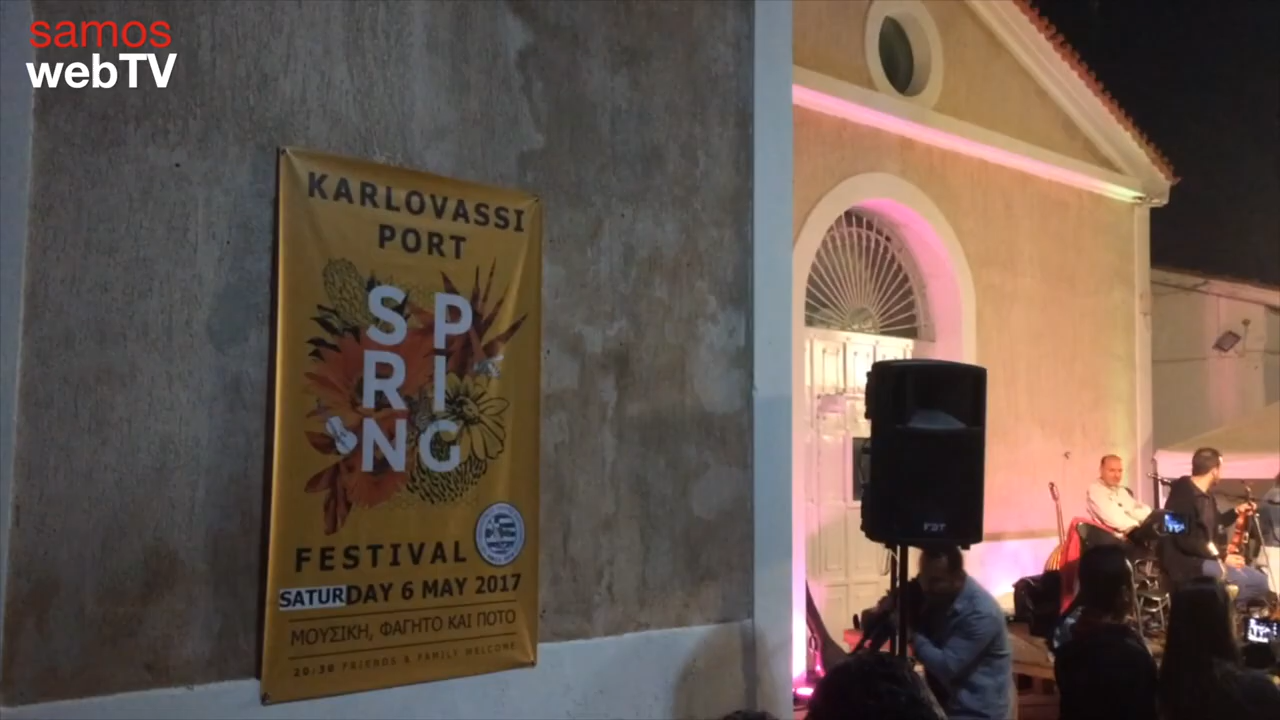 samos
webTV
KARLOVASSI
PORT
SP
RI
NG
FESTIVAL
SATURDAY 6 MAY 2017
ΜΟΥΣΙΚΗ, ΦΑΓΗΤΟ ΚΑΙ ΠΟΤΟ
20:30 FRIENDS & FAMILY WELCOME